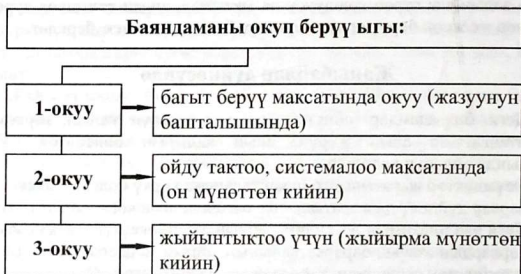 Баяндаманы окуп берүү ыгы:
1-окуу
багыт берүү максатында окуу (жазуунун
башталышында)
2-окуу
ойду тактоо, системалоо максатында
(он мүнөттөн кийин)
3-окуу
жыйынтыктоо үчүн (жыйырма мүнөттөн
кийин)